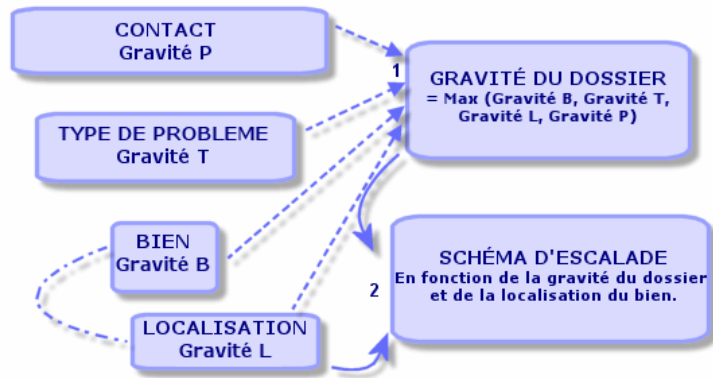 CONTACT
Gravité P
1
GRAVITÉ DU DOSSIER
= Max (Gravité B, Gravité T,
Gravité L, Gravité P)
TYPE DE PROBLEME
Gravité T
BIEN
Gravité B
2
SCHÉMA D'ESCALADE
En fonction de la gravité du dossier
et de la localisation du bien.
LOCALISATION
Gravité L